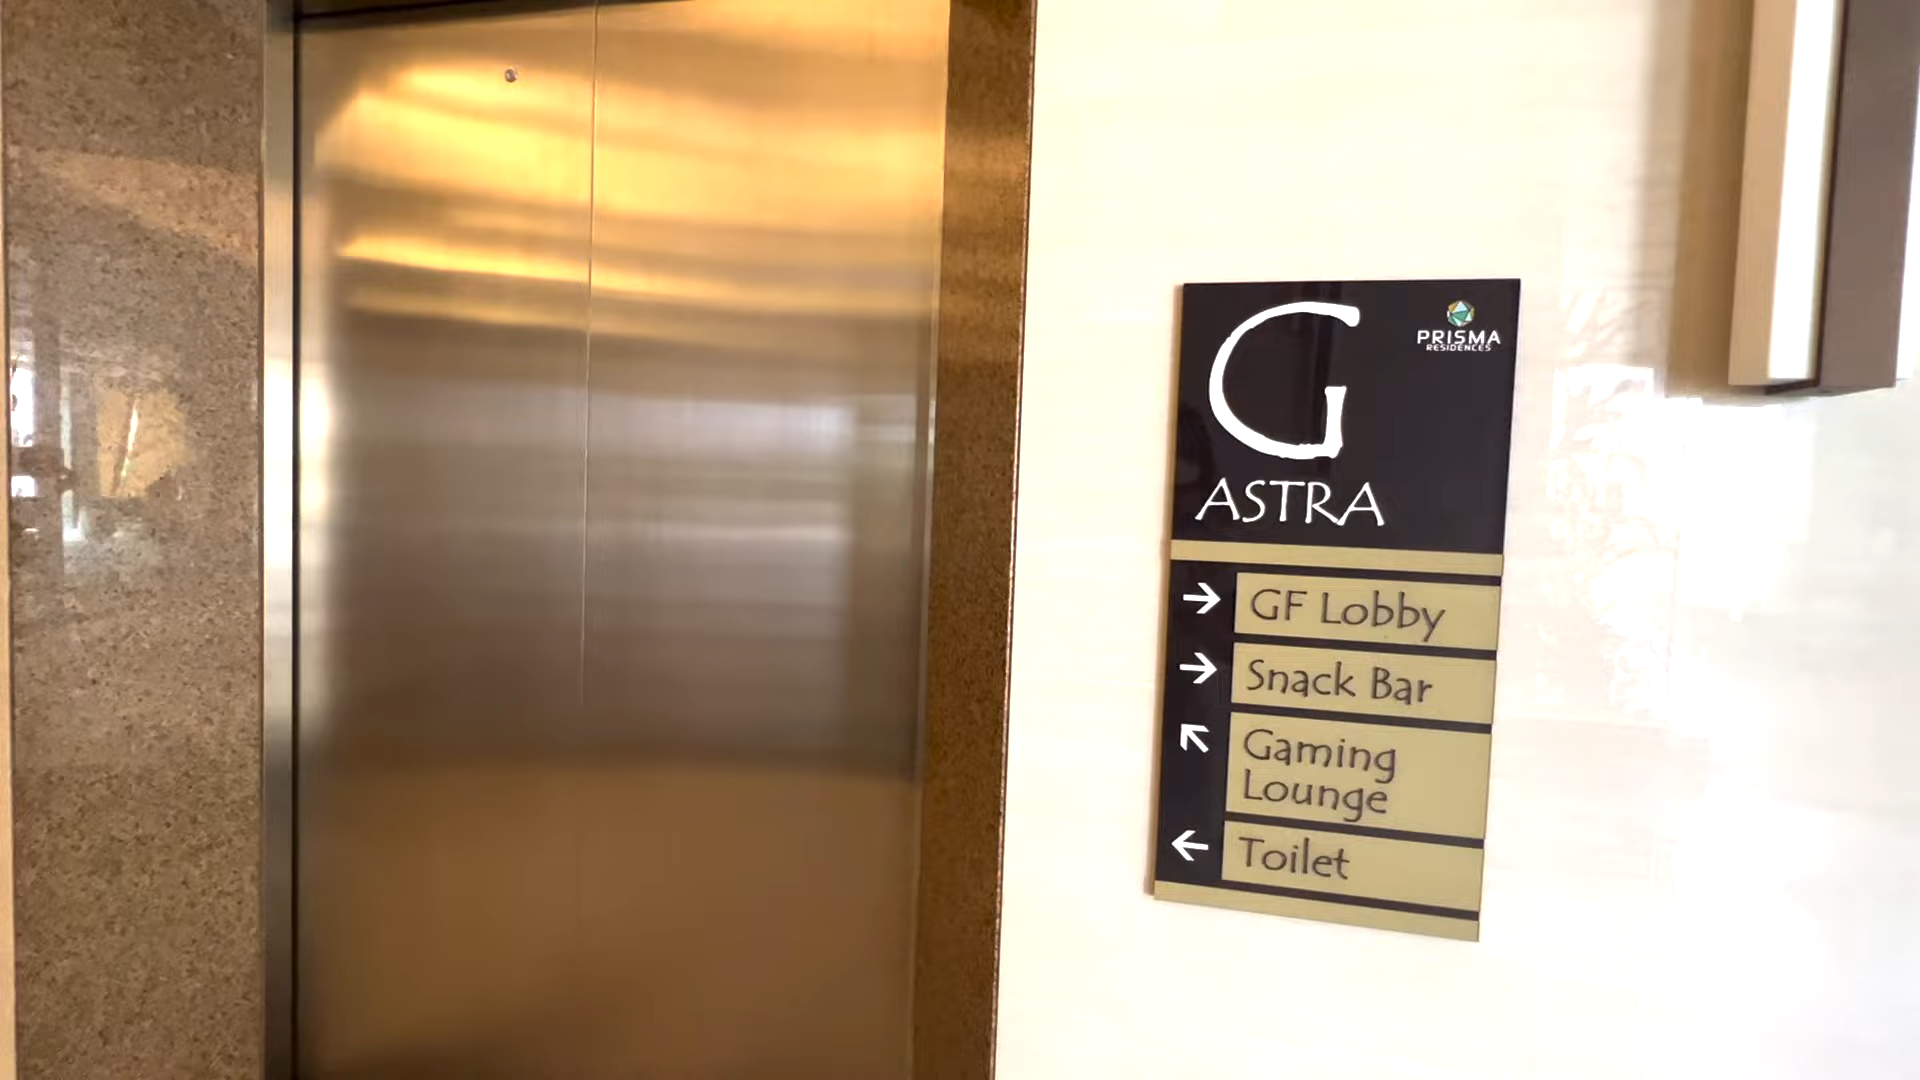 G
PRISMA
RESIDENCES
ASTRA
→ GF Lobby
→ Snack Bar
↖ Gaming
Lounge
← Toilet